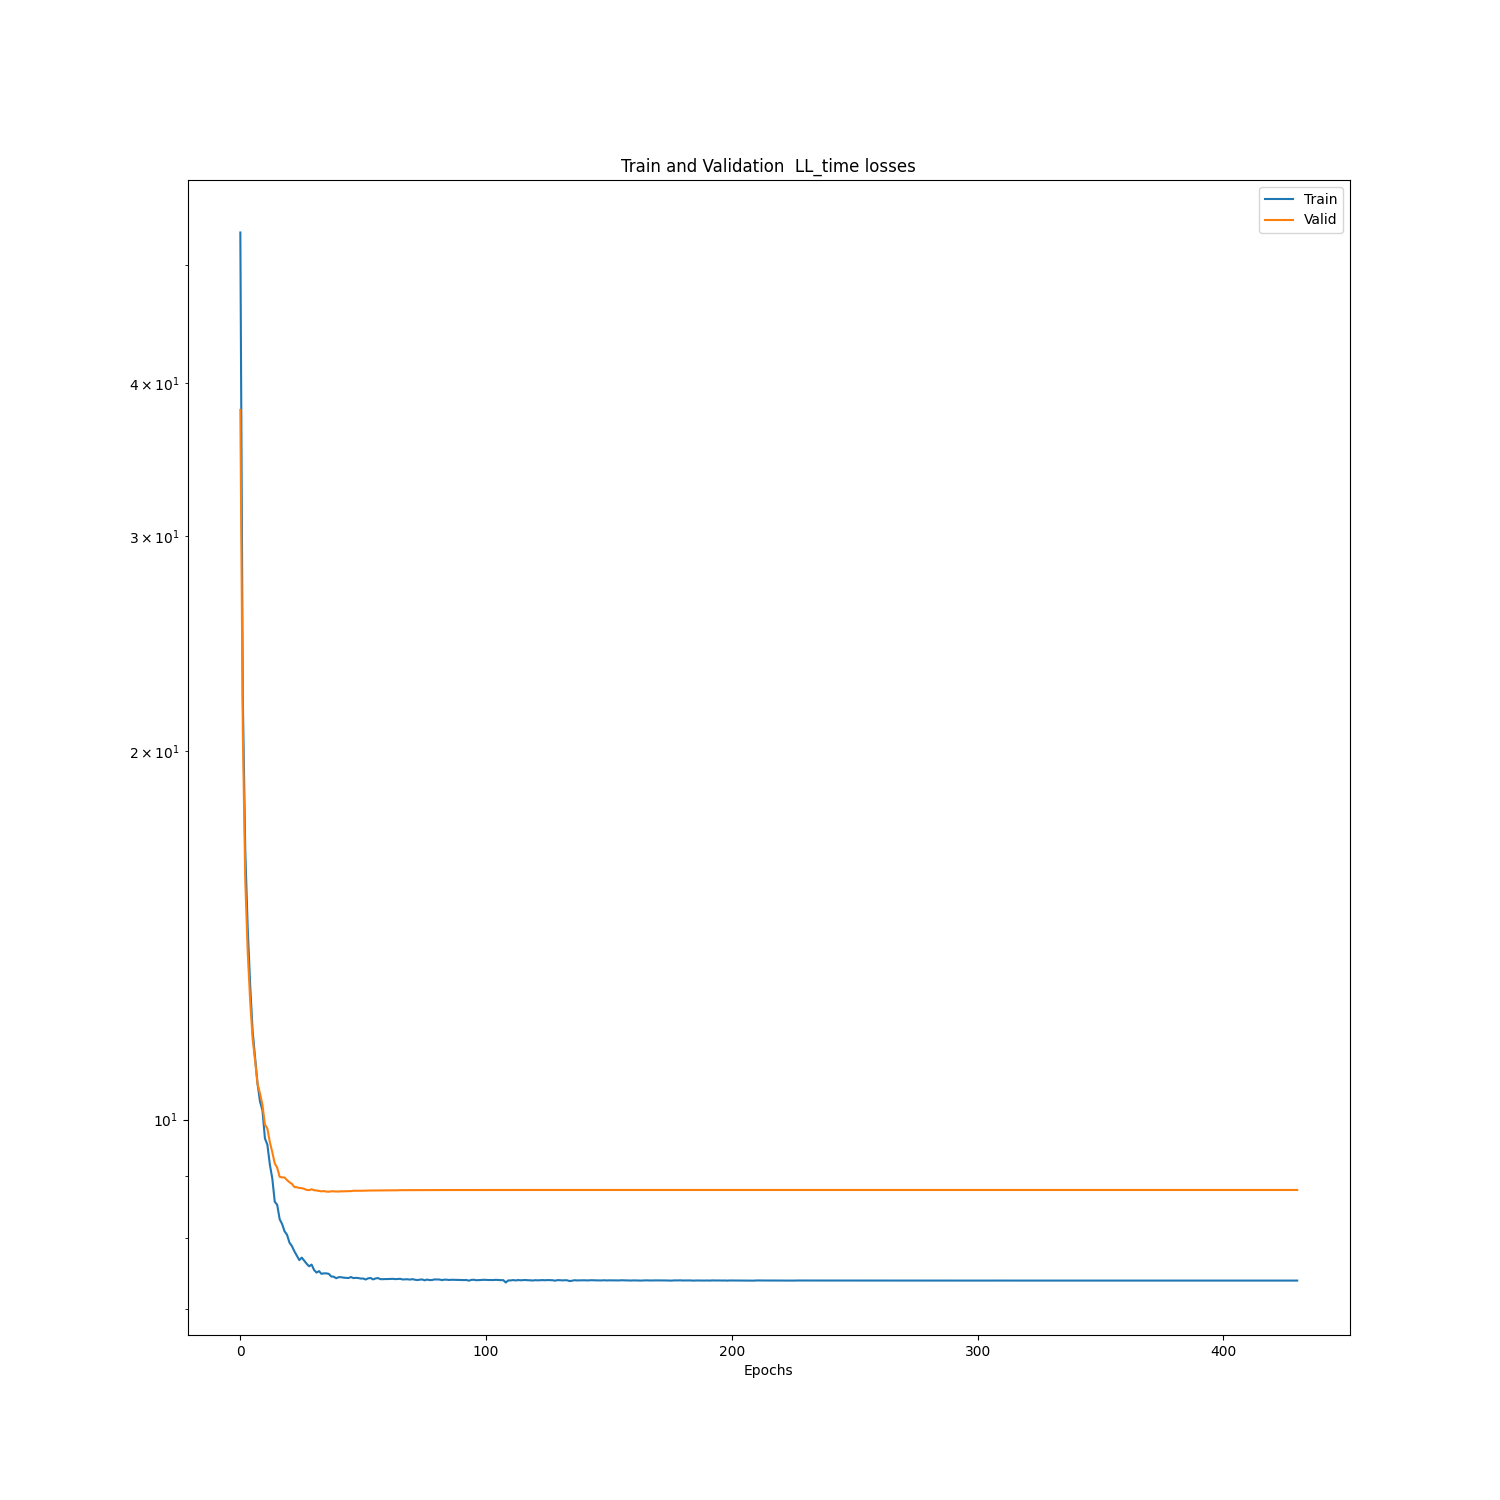 Train and Validation  LL_time losses
Train
Valid
4 × 10¹
3 × 10¹
2 × 10¹
10¹
0 100 200 300 400
Epochs